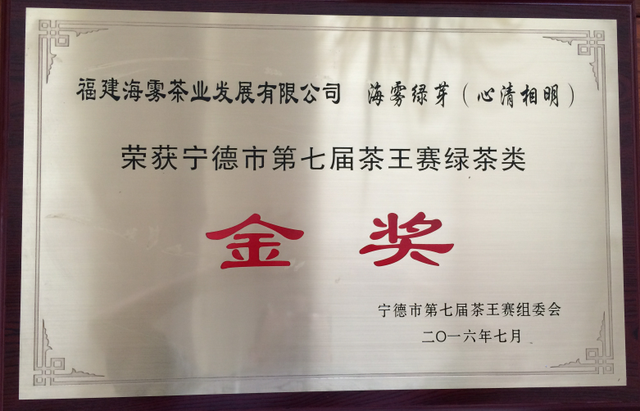 福建海雾茶业发展有限公司 海雾绿芽（心清相明）
荣获宁德市第七届茶王赛绿茶类
金奖
宁德市第七届茶王赛组委会
二〇一六年七月